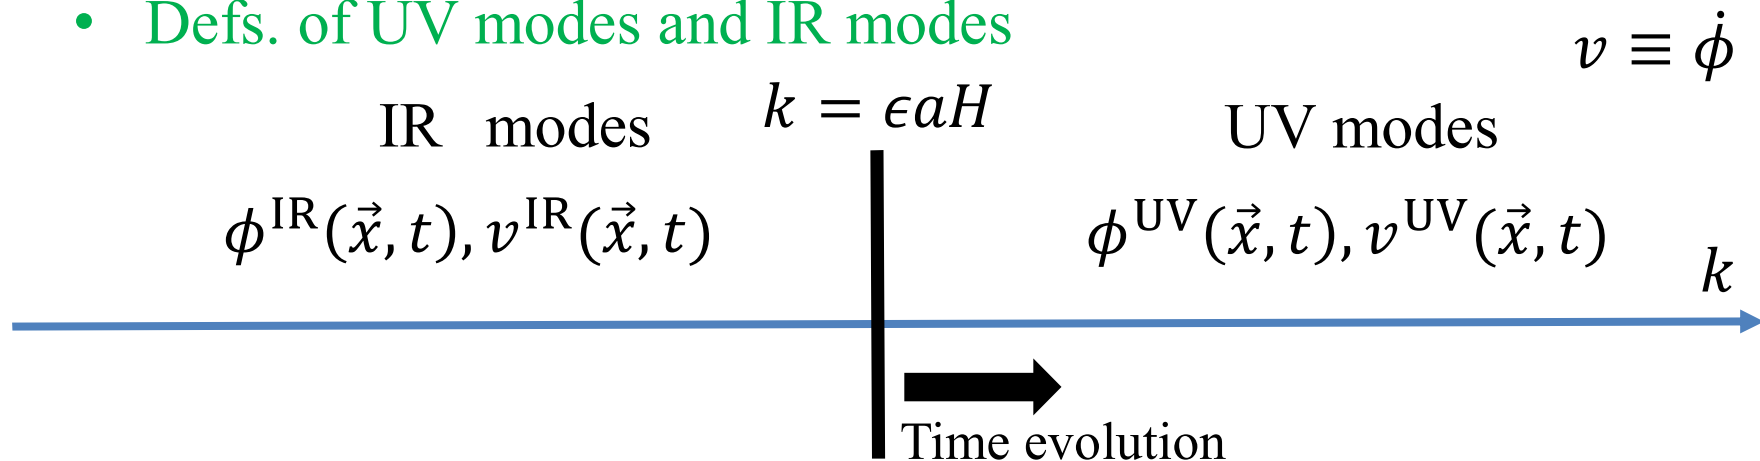 • Defs. of UV modes and IR modes
v ≡ ϕ̇
IR modes
k = ϵaH
UV modes
ϕ^IR(x⃗, t), v^IR(x⃗, t)
ϕ^UV(x⃗, t), v^UV(x⃗, t)
k
Time evolution